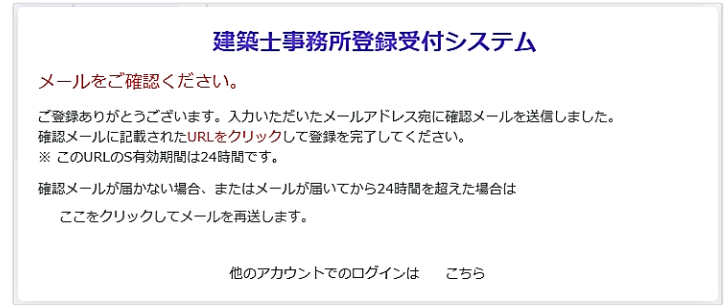 建築士事務所登録受付システム
メールをご確認ください。
ご登録ありがとうございます。入力いただいたメールアドレス宛に確認メールを送信しました。
確認メールに記載されたURLをクリックして登録を完了してください。
※ このURLのS有効期間は24時間です。
確認メールが届かない場合、またはメールが届いてから24時間を超えた場合は
ここをクリックしてメールを再送します。
他のアカウントでのログインは　こちら